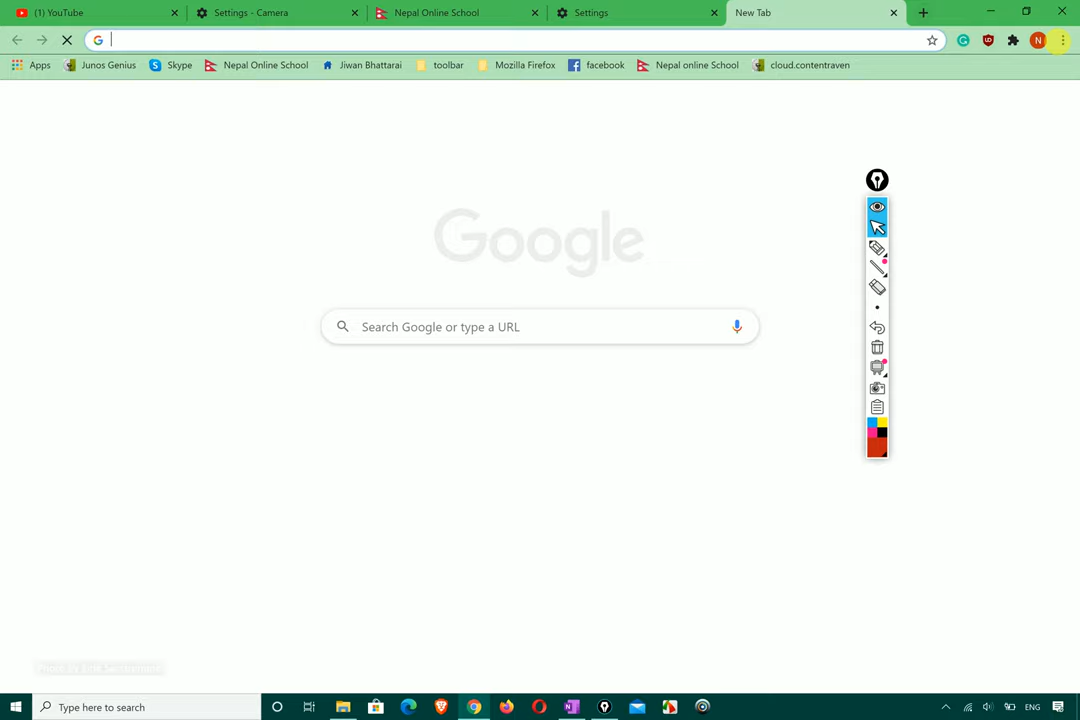 (1) YouTube
Settings - Camera
Nepal Online School
Settings
New Tab
Apps
Junos Genius
Skype
Nepal Online School
Jiwan Bhattarai
toolbar
Mozilla Firefox
facebook
Nepal online School
cloud.contentraven
Google
Search Google or type a URL
Type here to search
ENG